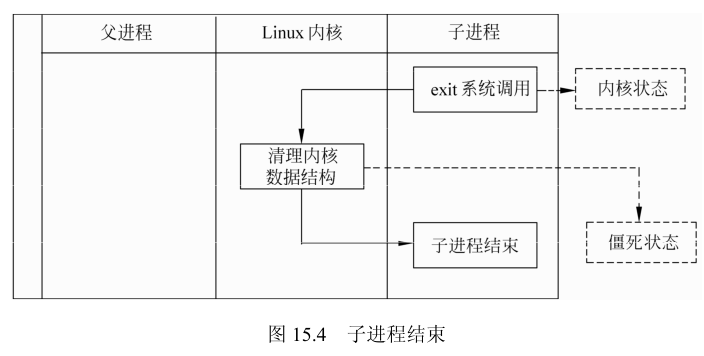 父进程
Linux 内核
子进程
exit 系统调用
内核状态
清理内核
数据结构
子进程结束
僵死状态
图 15.4 子进程结束